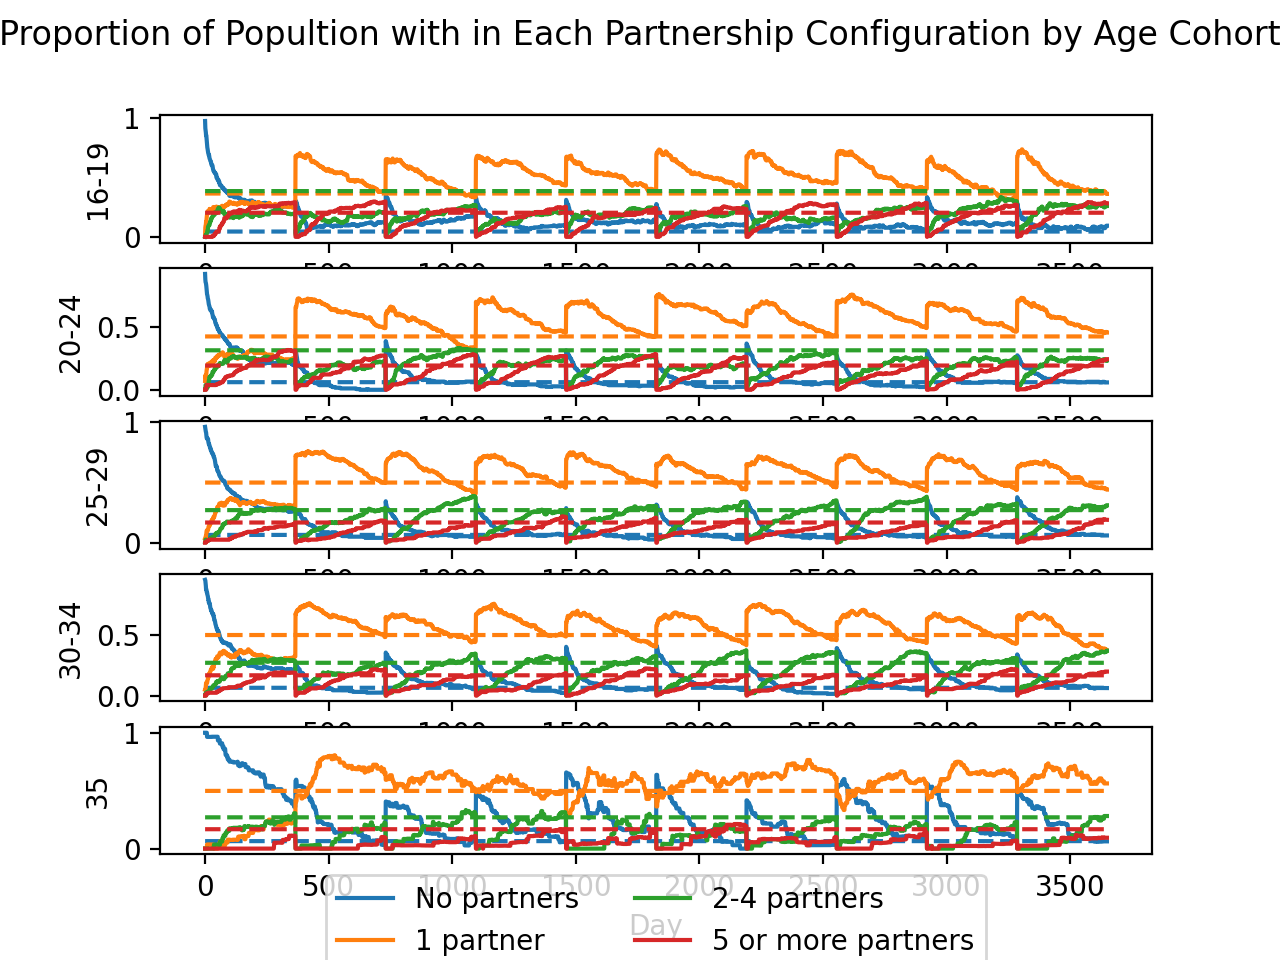 Proportion of Popultion with in Each Partnership Configuration by Age Cohort
1
16-19
0
0 500 1000 1500 2000 2500 3000 3500
0.5
20-24
0.0
0 500 1000 1500 2000 2500 3000 3500
1
25-29
0
0 500 1000 1500 2000 2500 3000 3500
0.5
30-34
0.0
0 500 1000 1500 2000 2500 3000 3500
1
35
0
0 500 1000 1500 2000 2500 3000 3500
Day
No partners 2-4 partners
1 partner 5 or more partners